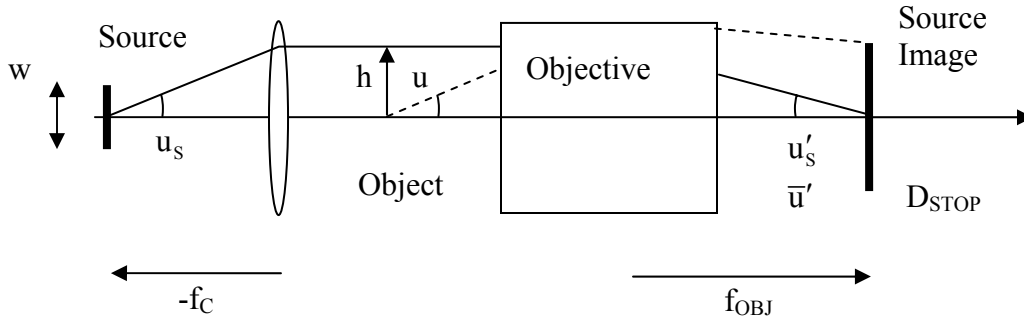 Source
w
u_S
h
u
Object
Objective
Source
Image
u′_S
ū′
D_STOP
-f_C
f_OBJ